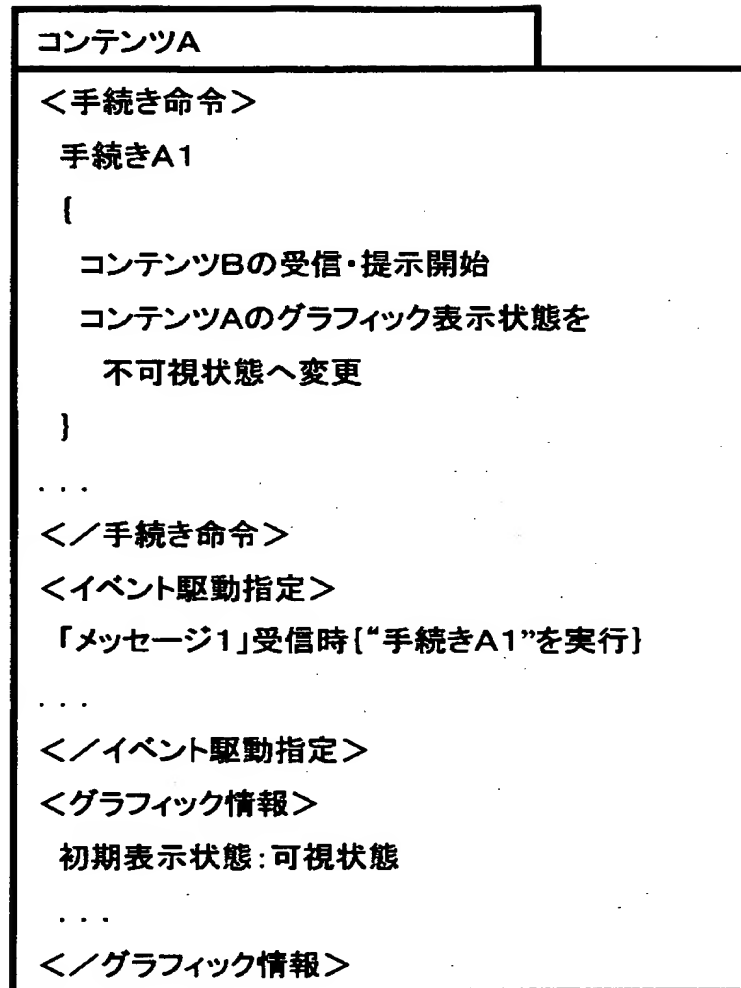 コンテンツA
＜手続き命令＞
手続きA1
{
コンテンツBの受信・提示開始
コンテンツAのグラフィック表示状態を
不可視状態へ変更
}
...
＜／手続き命令＞
＜イベント駆動指定＞
「メッセージ1」受信時{“手続きA1”を実行}
...
＜／イベント駆動指定＞
＜グラフィック情報＞
初期表示状態:可視状態
...
＜／グラフィック情報＞